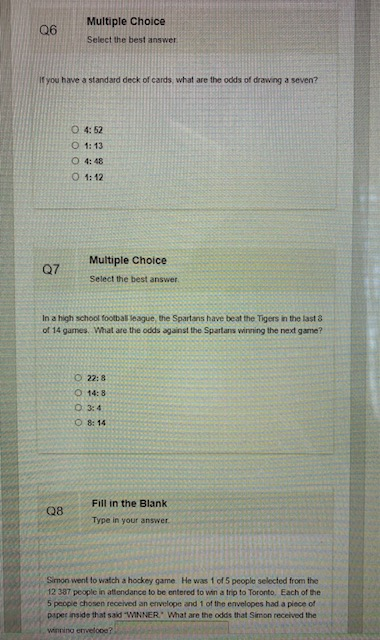 Q6
Multiple Choice
Select the best answer.
If you have a standard deck of cards, what are the odds of drawing a seven?
4: 52
1: 13
4: 48
1: 12
Q7
Multiple Choice
Select the best answer.
In a high school football league, the Spartans have beat the Tigers in the last 8
of 14 games. What are the odds against the Spartans winning the next game?
22: 8
14: 8
3: 4
8: 14
Q8
Fill in the Blank
Type in your answer.
Simon went to watch a hockey game. He was 1 of 5 people selected from the
12 387 people in attendance to be entered to win a trip to Toronto. Each of the
5 people chosen received an envelope and 1 of the envelopes had a piece of
paper inside that said "WINNER." What are the odds that Simon received the
winning envelope?